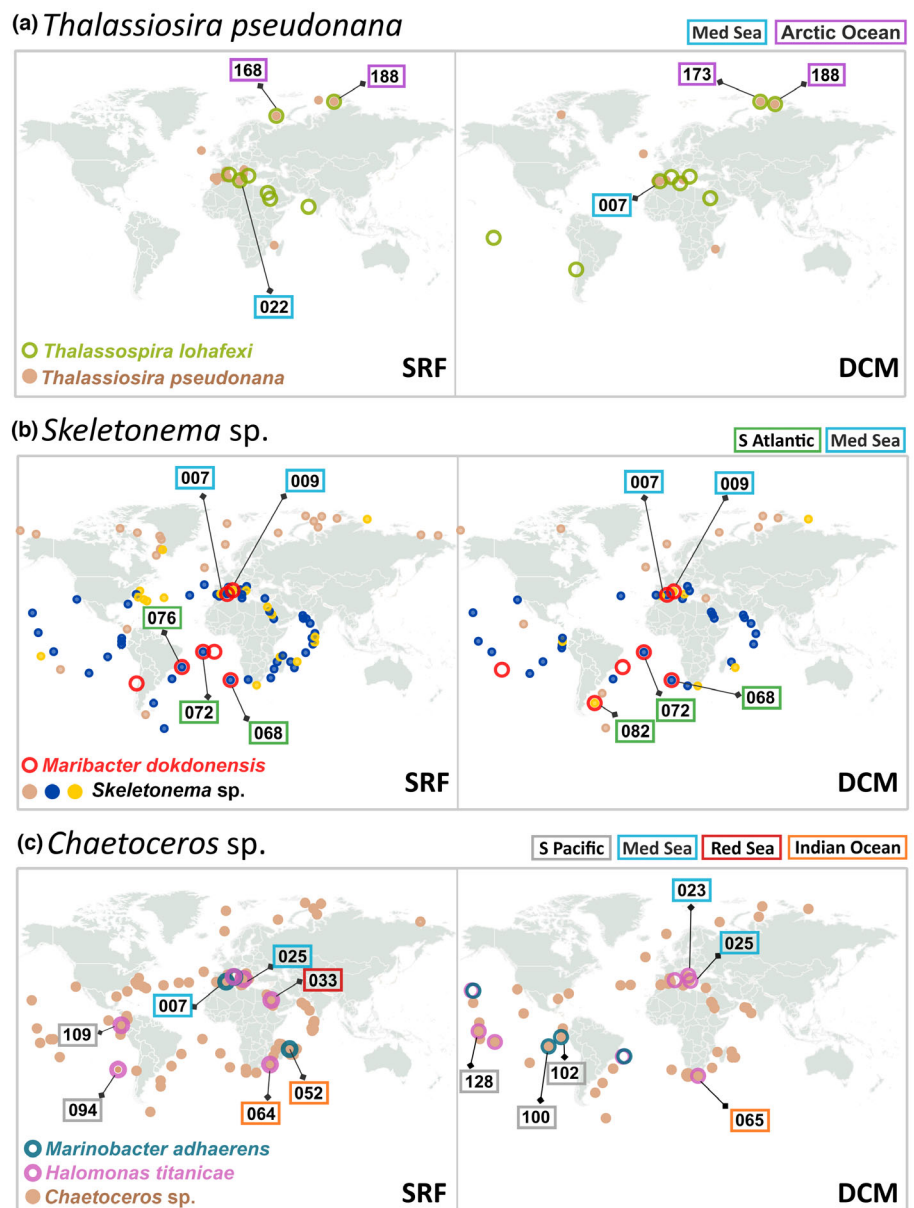 (a) Thalassiosira pseudonana
Med Sea Arctic Ocean
168
188
022
Thalassospira lohafexi
Thalassiosira pseudonana
SRF
173
188
007
DCM
(b) Skeletonema sp.
S Atlantic Med Sea
007
009
076
072
068
Maribacter dokdonensis
Skeletonema sp.
SRF
007
009
072
068
082
DCM
(c) Chaetoceros sp.
S Pacific Med Sea Red Sea Indian Ocean
025
033
007
109
052
094
064
Marinobacter adhaerens
Halomonas titanicae
Chaetoceros sp.
SRF
023
025
128
102
100
065
DCM